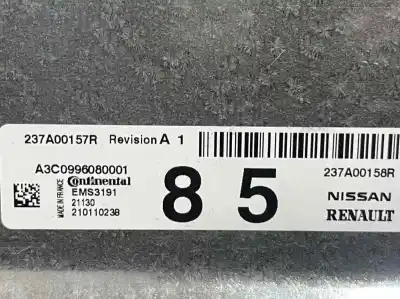 237A00157R Revision A 1
A3C0996080001
Continental
EMS3191
21130
210110238
MADE IN FRANCE
8 5
237A00158R
NISSAN
RENAULT